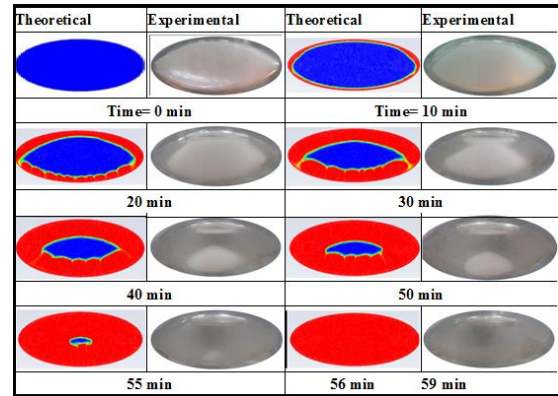 Theoretical Experimental Theoretical Experimental
Time= 0 min Time= 10 min
20 min 30 min
40 min 50 min
55 min 56 min 59 min